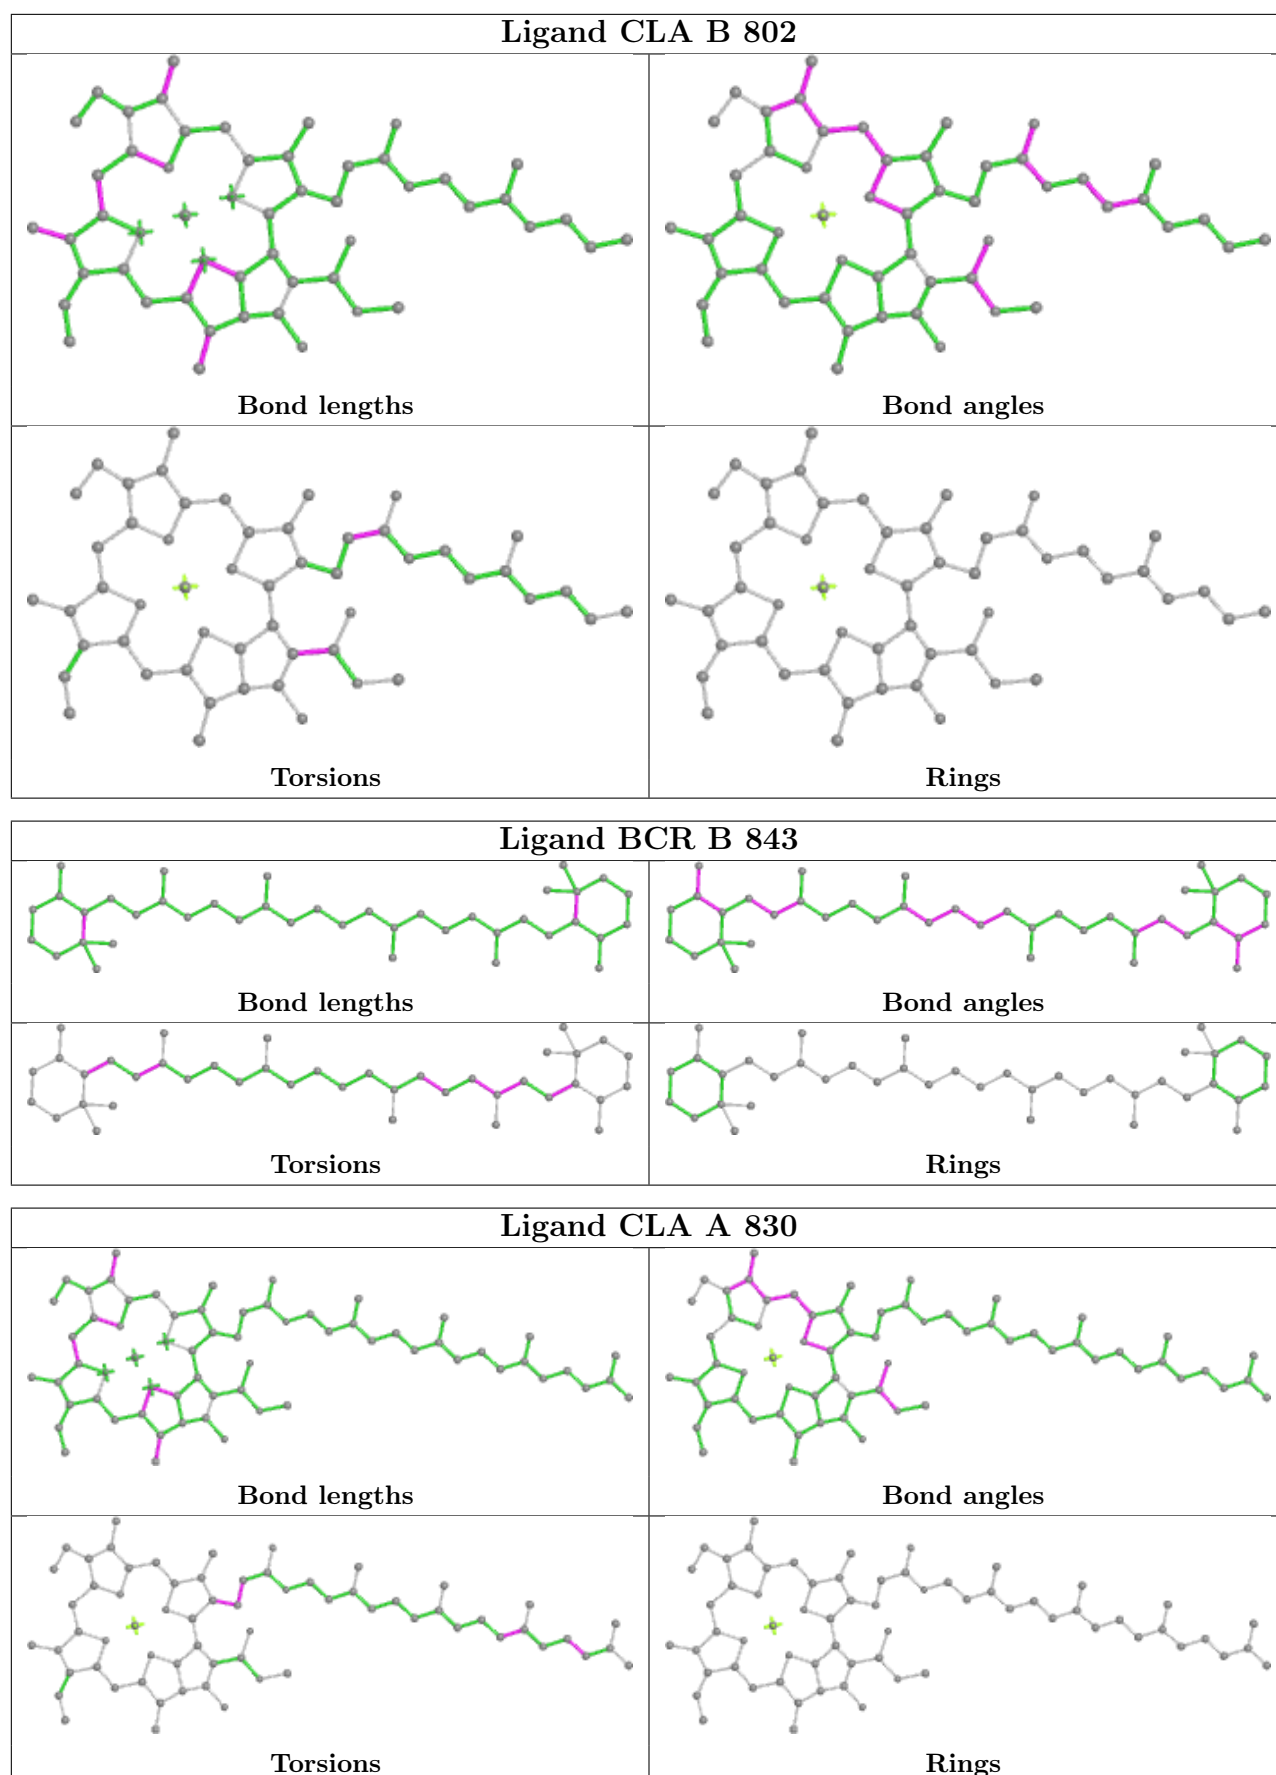 Ligand CLA B 802
Bond lengths
Bond angles
Torsions
Rings
Ligand BCR B 843
Bond lengths
Bond angles
Torsions
Rings
Ligand CLA A 830
Bond lengths
Bond angles
Torsions
Rings